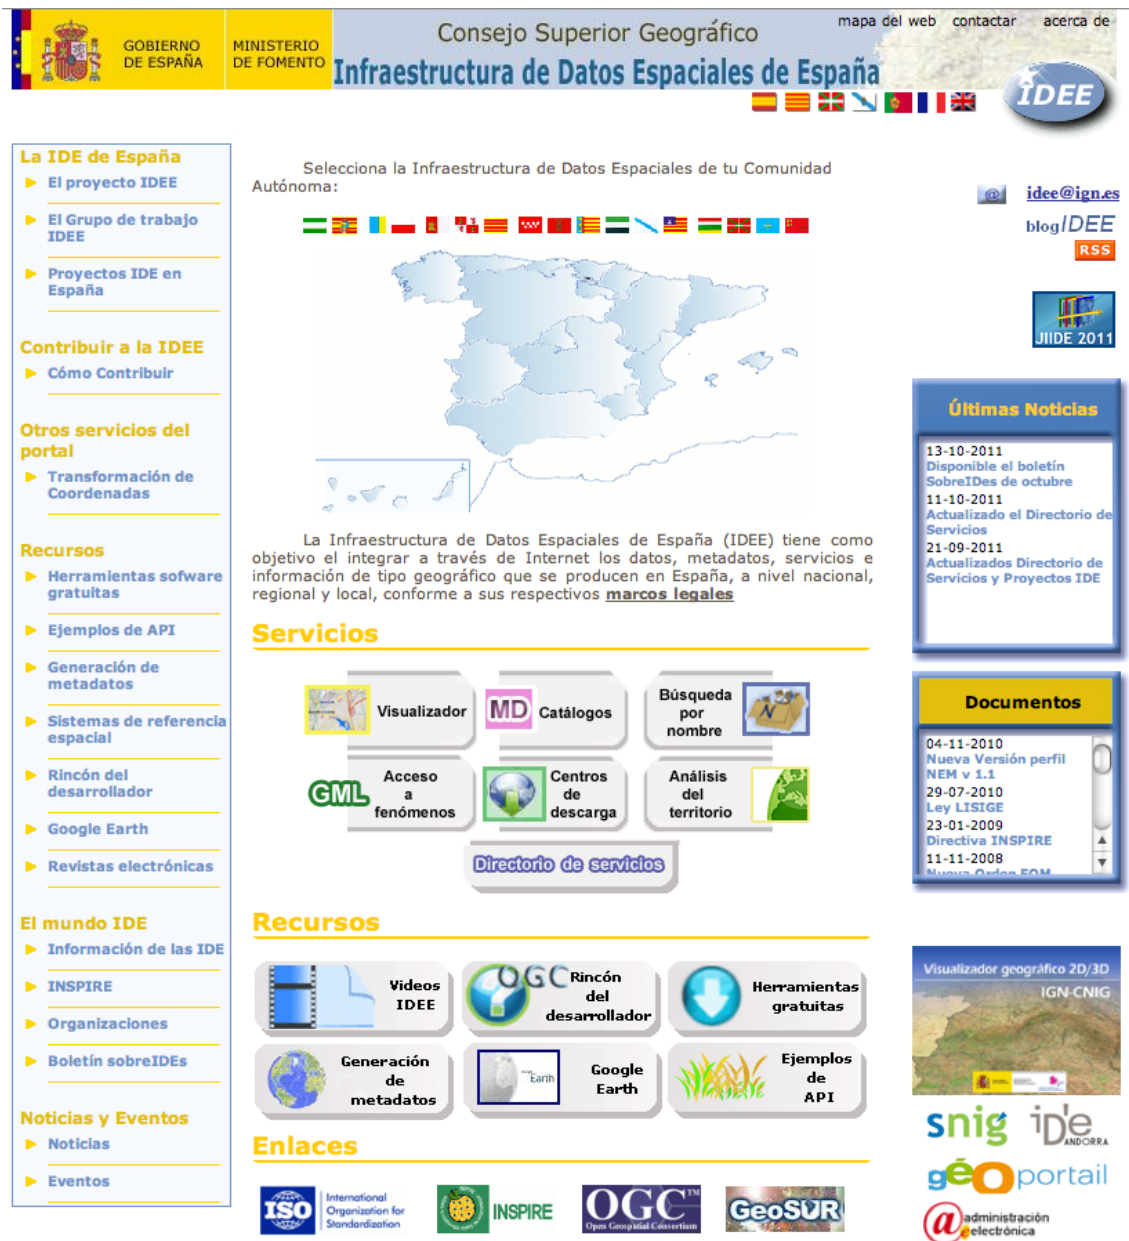 mapa del web contactar acerca de
GOBIERNO
DE ESPAÑA
MINISTERIO
DE FOMENTO
Consejo Superior Geográfico
Infraestructura de Datos Espaciales de España
IDEE
La IDE de España
El proyecto IDEE
El Grupo de trabajo
IDEE
Proyectos IDE en
España
Contribuir a la IDEE
Cómo Contribuir
Otros servicios del
portal
Transformación de
Coordenadas
Recursos
Herramientas sofware
gratuitas
Ejemplos de API
Generación de
metadatos
Sistemas de referencia
espacial
Rincón del
desarrollador
Google Earth
Revistas electrónicas
El mundo IDE
Información de las IDE
INSPIRE
Organizaciones
Boletín sobreIDEs
Noticias y Eventos
Noticias
Eventos
Selecciona la Infraestructura de Datos Espaciales de tu Comunidad
Autónoma:
La Infraestructura de Datos Espaciales de España (IDEE) tiene como
objetivo el integrar a través de Internet los datos, metadatos, servicios e
información de tipo geográfico que se producen en España, a nivel nacional,
regional y local, conforme a sus respectivos marcos legales
Servicios
Visualizador
MD Catálogos
Búsqueda
por
nombre
GML
Acceso
a
fenómenos
Centros
de
descarga
Análisis
del
territorio
Directorio de servicios
Recursos
Videos
IDEE
OGC
Rincón
del
desarrollador
Herramientas
gratuitas
Generación
de
metadatos
Earth
Google
Earth
Ejemplos
de
API
Enlaces
ISO
International
Organization for
Standardization
INSPIRE
OGC™
Open Geospatial Consortium
GeoSUR
@ idee@ign.es
blogIDEE
RSS
JIIDE 2011
Últimas Noticias
13-10-2011
Disponible el boletín
SobreIDes de octubre
11-10-2011
Actualizado el Directorio de
Servicios
21-09-2011
Actualizados Directorio de
Servicios y Proyectos IDE
Documentos
04-11-2010
Nueva Versión perfil
NEM v 1.1
29-07-2010
Ley LISIGE
23-01-2009
Directiva INSPIRE
11-11-2008
Nueva Orden FOM
Visualizador geográfico 2D/3D
IGN-CNIG
snig
ide
ANDORRA
géoportail
administración
electrónica